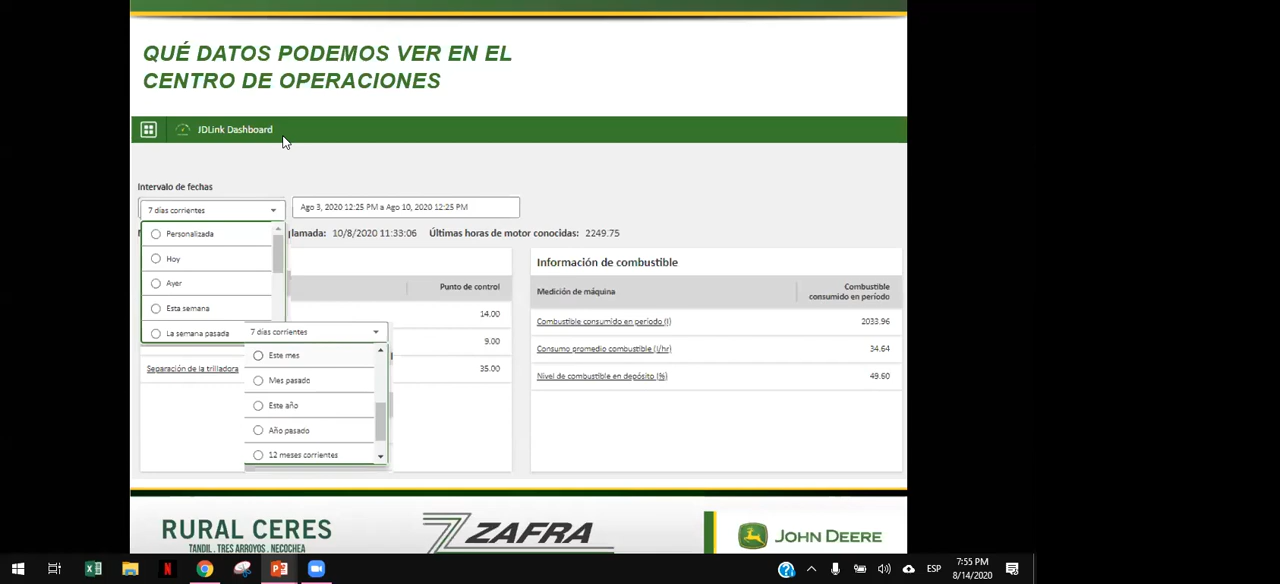 QUÉ DATOS PODEMOS VER EN EL
CENTRO DE OPERACIONES
JDLink Dashboard
Intervalo de fechas
7 días corrientes
Ago 3, 2020 12:25 PM a Ago 10, 2020 12:25 PM
lamada: 10/8/2020 11:33:06 Últimas horas de motor conocidas: 2249.75
Personalizada
Hoy
Ayer
Esta semana
La semana pasada
7 días corrientes
Este mes
Mes pasado
Este año
Año pasado
12 meses corrientes
Punto de control
14.00
9.00
Separación de la trilladora 35.00
Información de combustible
Medición de máquina Combustible
consumido en período
Combustible consumido en período (l) 2033.96
Consumo promedio combustible (l/hr) 34.64
Nivel de combustible en depósito (%) 49.60
RURAL CERES
TANDIL . TRES ARROYOS . NECOCHEA
ZAFRA
JOHN DEERE
ESP
7:55 PM
8/14/2020